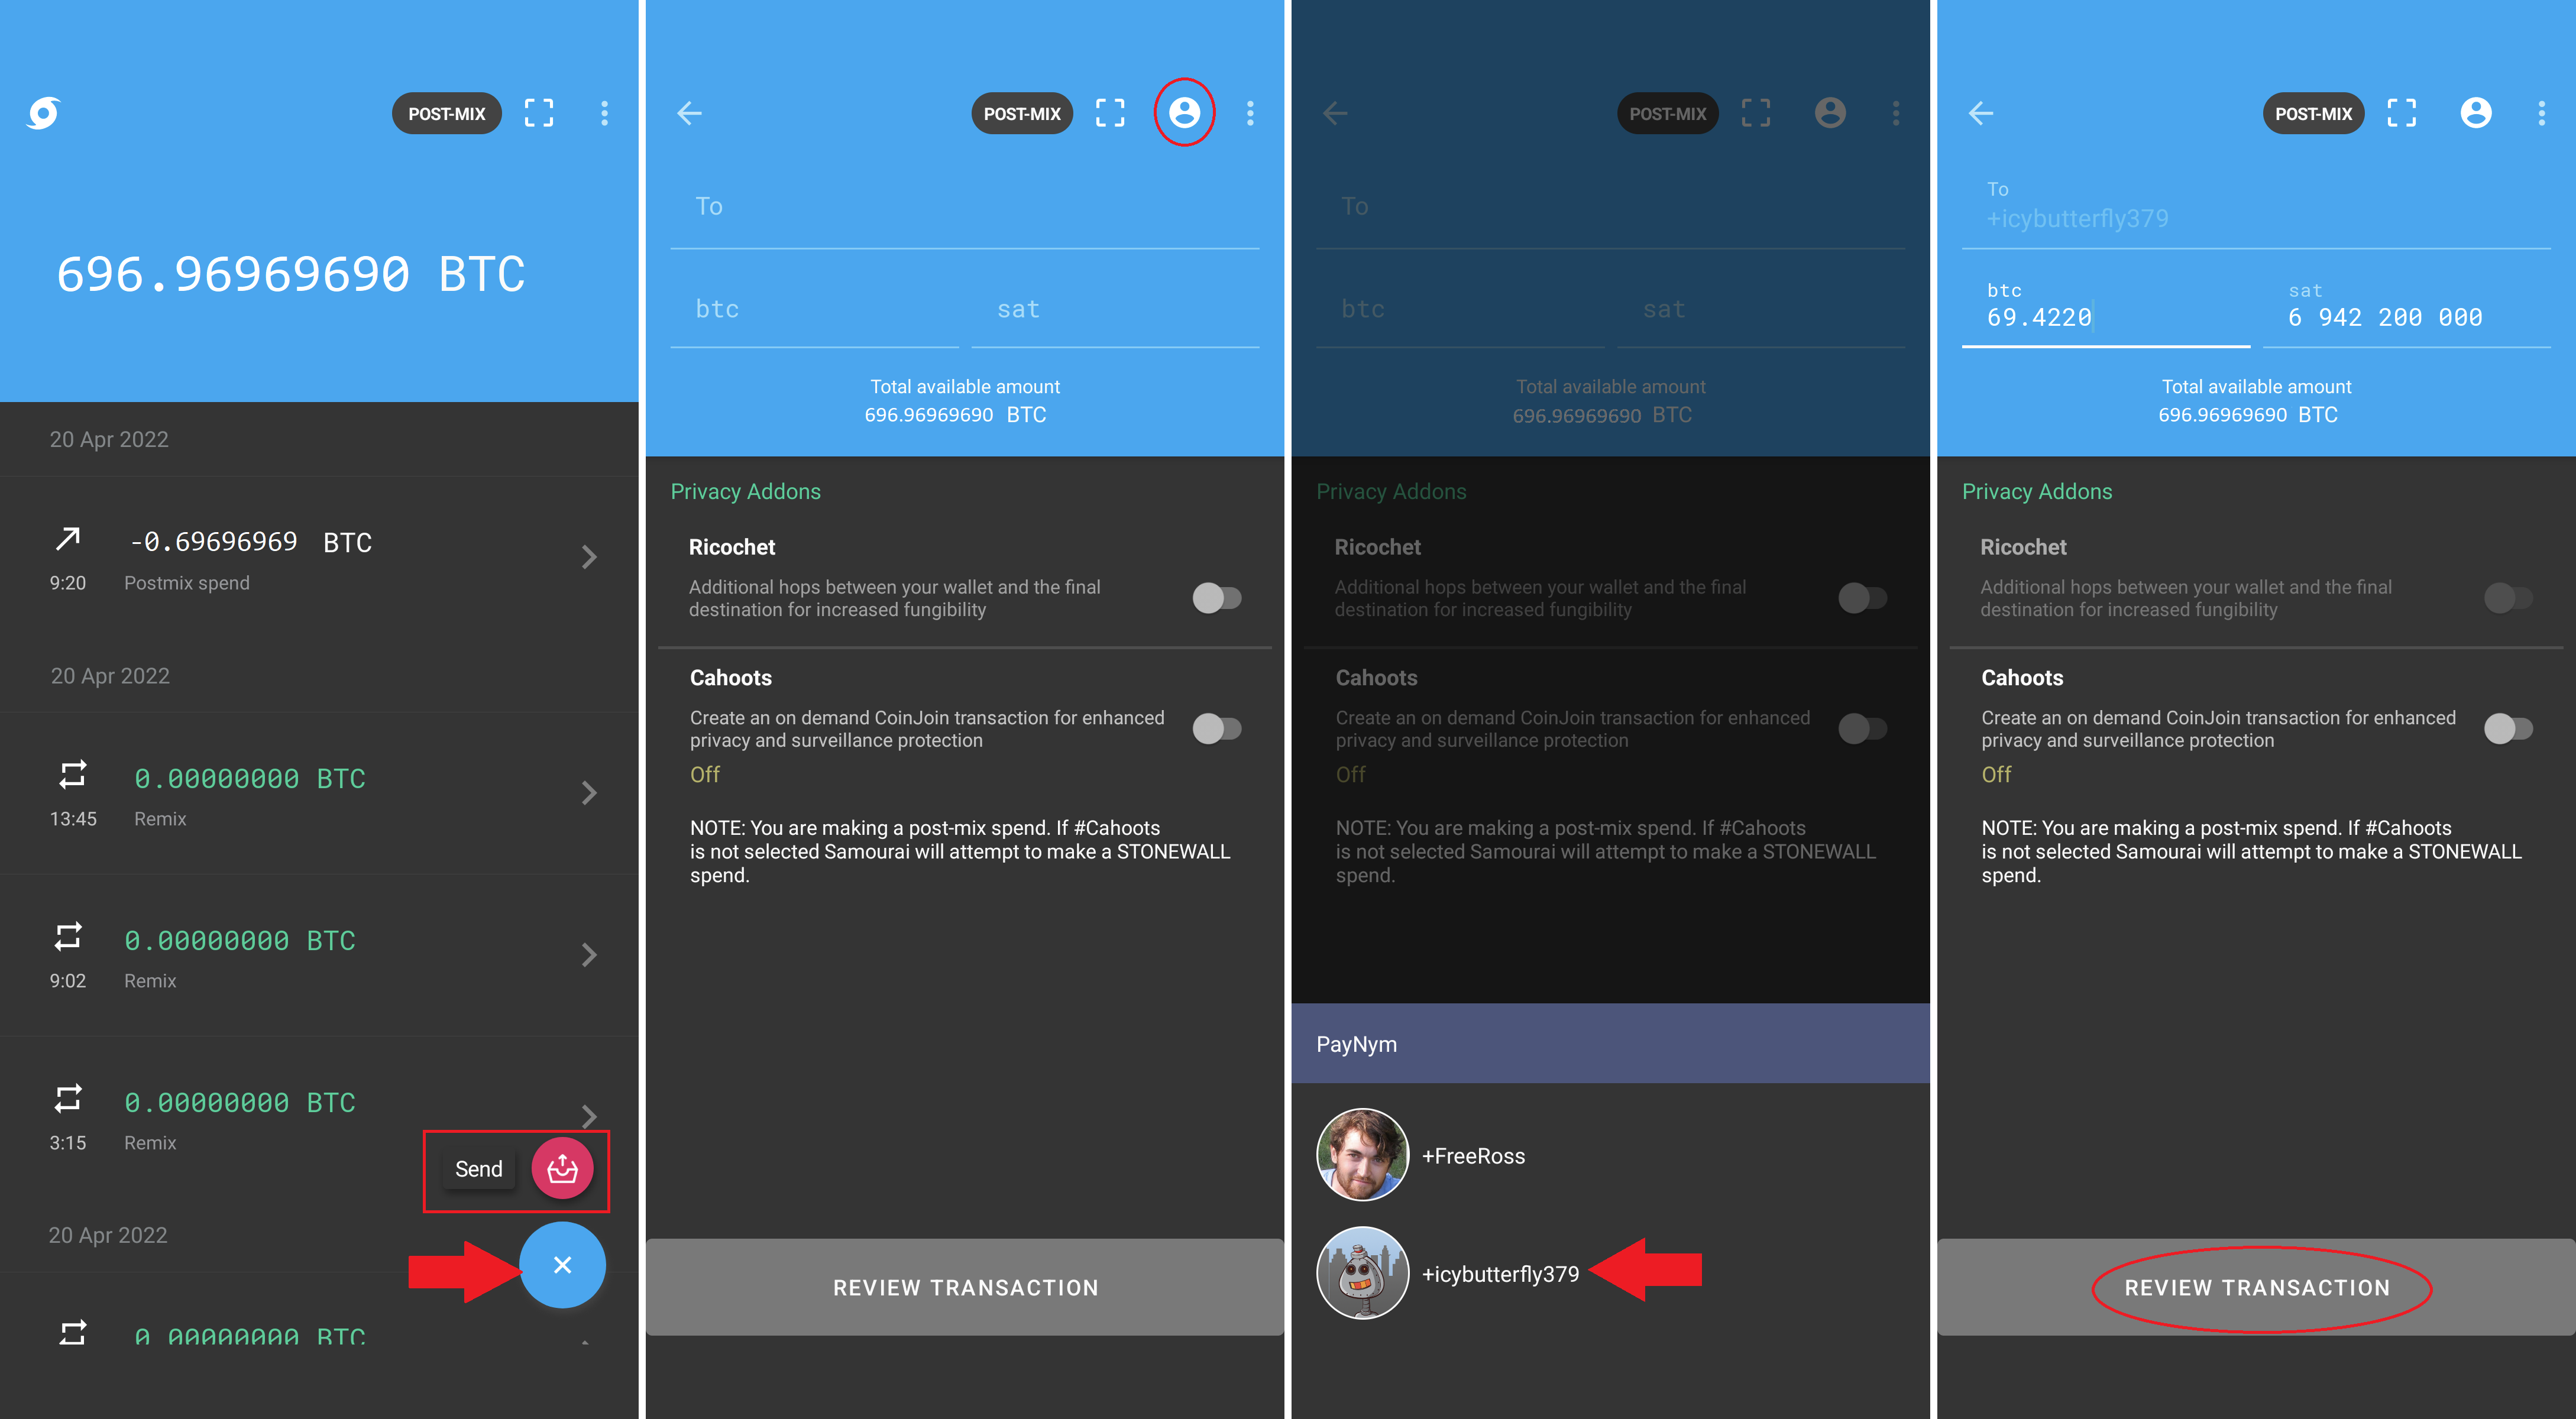 POST-MIX
696.96969690 BTC
20 Apr 2022
-0.69696969 BTC
9:20 Postmix spend
20 Apr 2022
0.00000000 BTC
13:45 Remix
0.00000000 BTC
9:02 Remix
0.00000000 BTC
3:15 Remix
Send
20 Apr 2022
0.00000000 BTC
POST-MIX
To
btc sat
Total available amount
696.96969690 BTC
Privacy Addons
Ricochet
Additional hops between your wallet and the final
destination for increased fungibility
Cahoots
Create an on demand CoinJoin transaction for enhanced
privacy and surveillance protection
Off
NOTE: You are making a post-mix spend. If #Cahoots
is not selected Samourai will attempt to make a STONEWALL
spend.
REVIEW TRANSACTION
POST-MIX
To
btc sat
Total available amount
696.96969690 BTC
Privacy Addons
Ricochet
Additional hops between your wallet and the final
destination for increased fungibility
Cahoots
Create an on demand CoinJoin transaction for enhanced
privacy and surveillance protection
Off
NOTE: You are making a post-mix spend. If #Cahoots
is not selected Samourai will attempt to make a STONEWALL
spend.
PayNym
+FreeRoss
+icybutterfly379
POST-MIX
To
+icybutterfly379
btc sat
69.4220 6 942 200 000
Total available amount
696.96969690 BTC
Privacy Addons
Ricochet
Additional hops between your wallet and the final
destination for increased fungibility
Cahoots
Create an on demand CoinJoin transaction for enhanced
privacy and surveillance protection
Off
NOTE: You are making a post-mix spend. If #Cahoots
is not selected Samourai will attempt to make a STONEWALL
spend.
REVIEW TRANSACTION